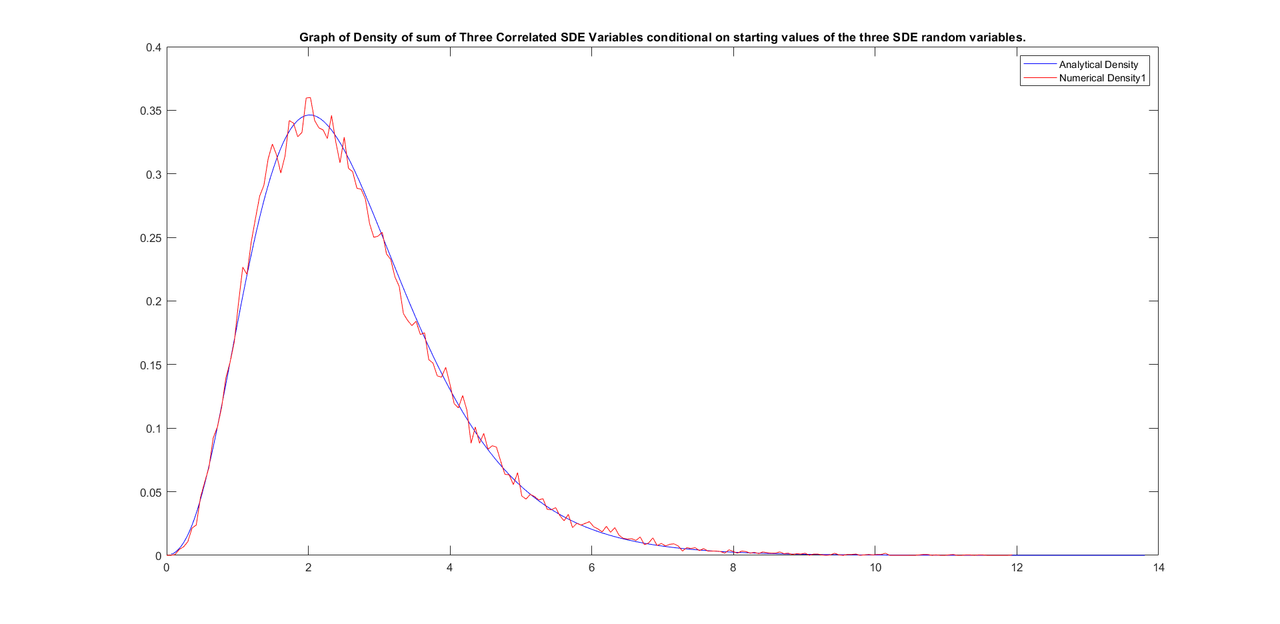 Graph of Density of sum of Three Correlated SDE Variables conditional on starting values of the three SDE random variables.
Analytical Density
Numerical Density1
0.4
0.35
0.3
0.25
0.2
0.15
0.1
0.05
0
0 2 4 6 8 10 12 14